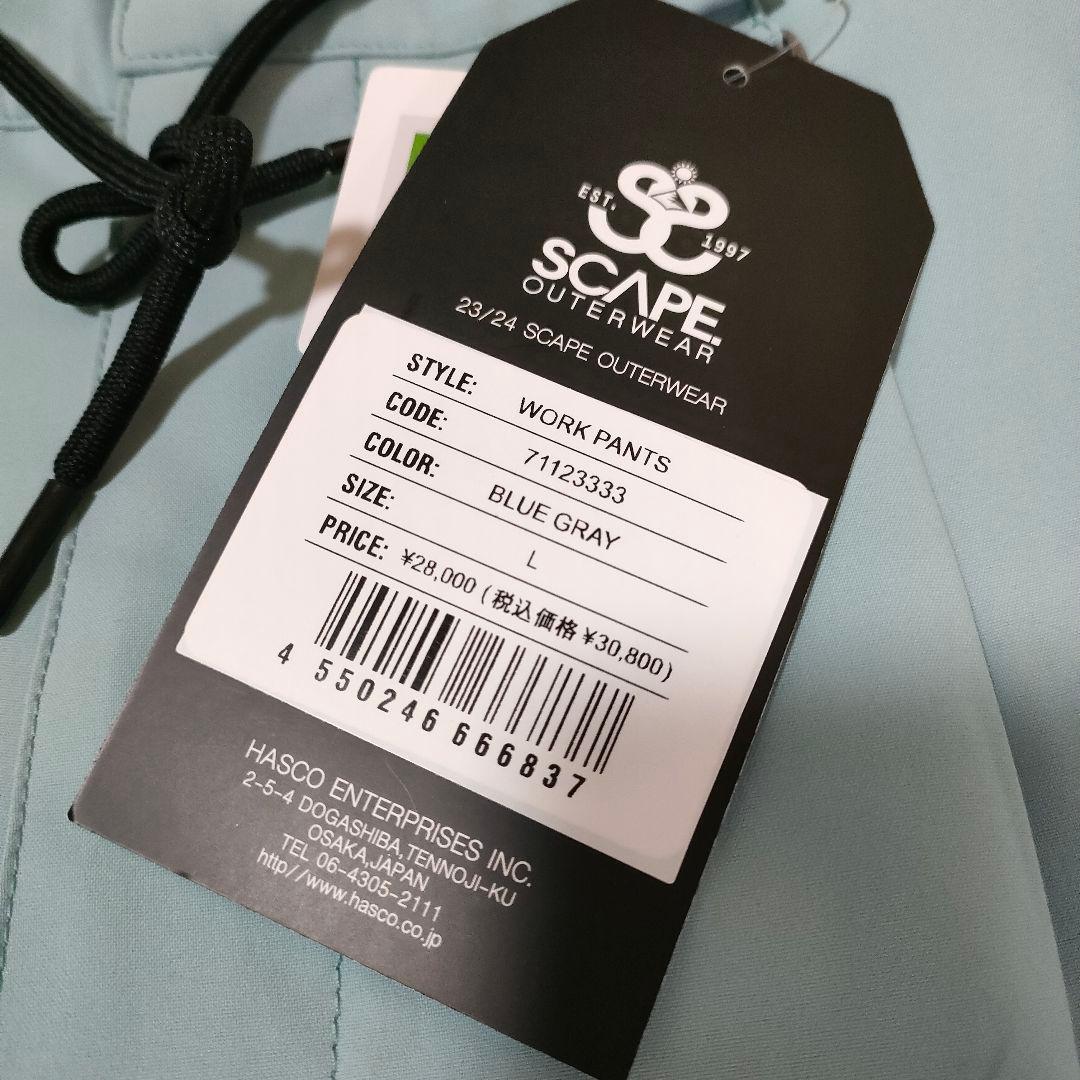 EST. 1997
SCAPE.
OUTERWEAR
23/24 SCAPE OUTERWEAR
STYLE: WORK PANTS
CODE: 71123333
COLOR: BLUE GRAY
SIZE: L
PRICE: ¥28,000 (税込価格 ¥30,800)
4 550246 666837
HASCO ENTERPRISES INC.
2-5-4 DOGASHIBA,TENNOJI-KU
OSAKA,JAPAN
TEL 06-4305-2111
http//www.hasco.co.jp